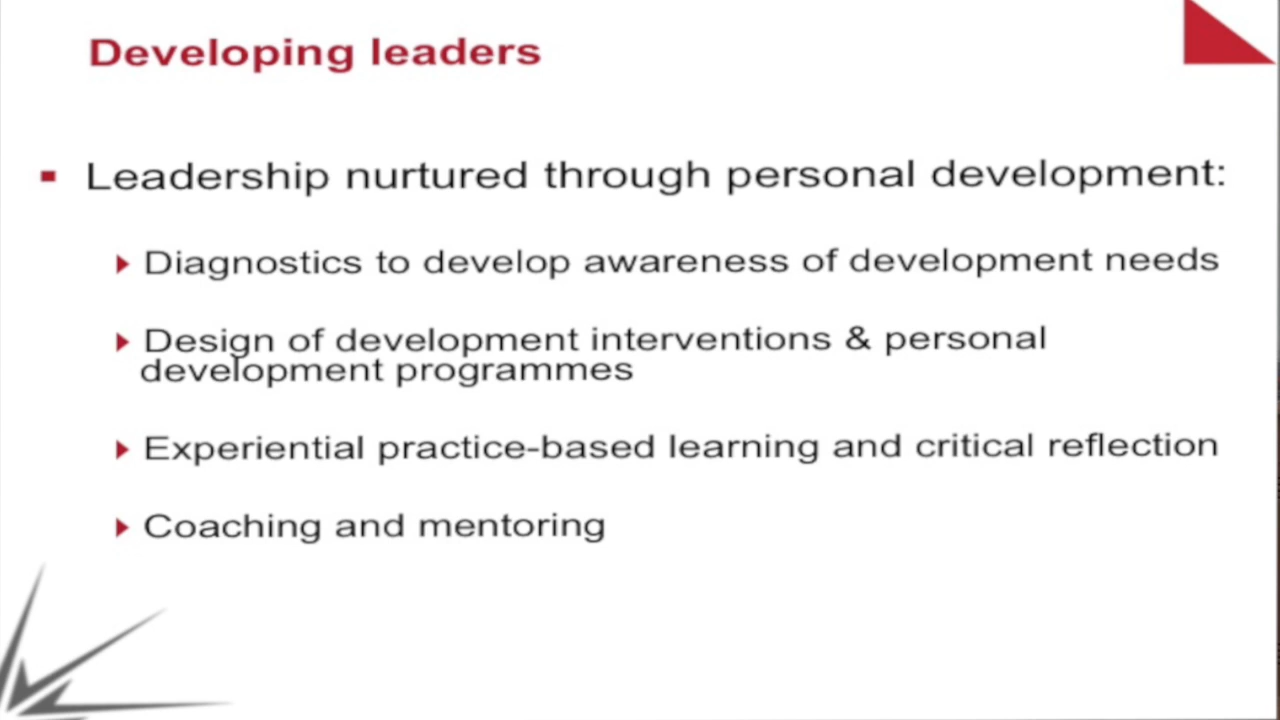 Developing leaders
Leadership nurtured through personal development:
Diagnostics to develop awareness of development needs
Design of development interventions & personal
development programmes
Experiential practice-based learning and critical reflection
Coaching and mentoring